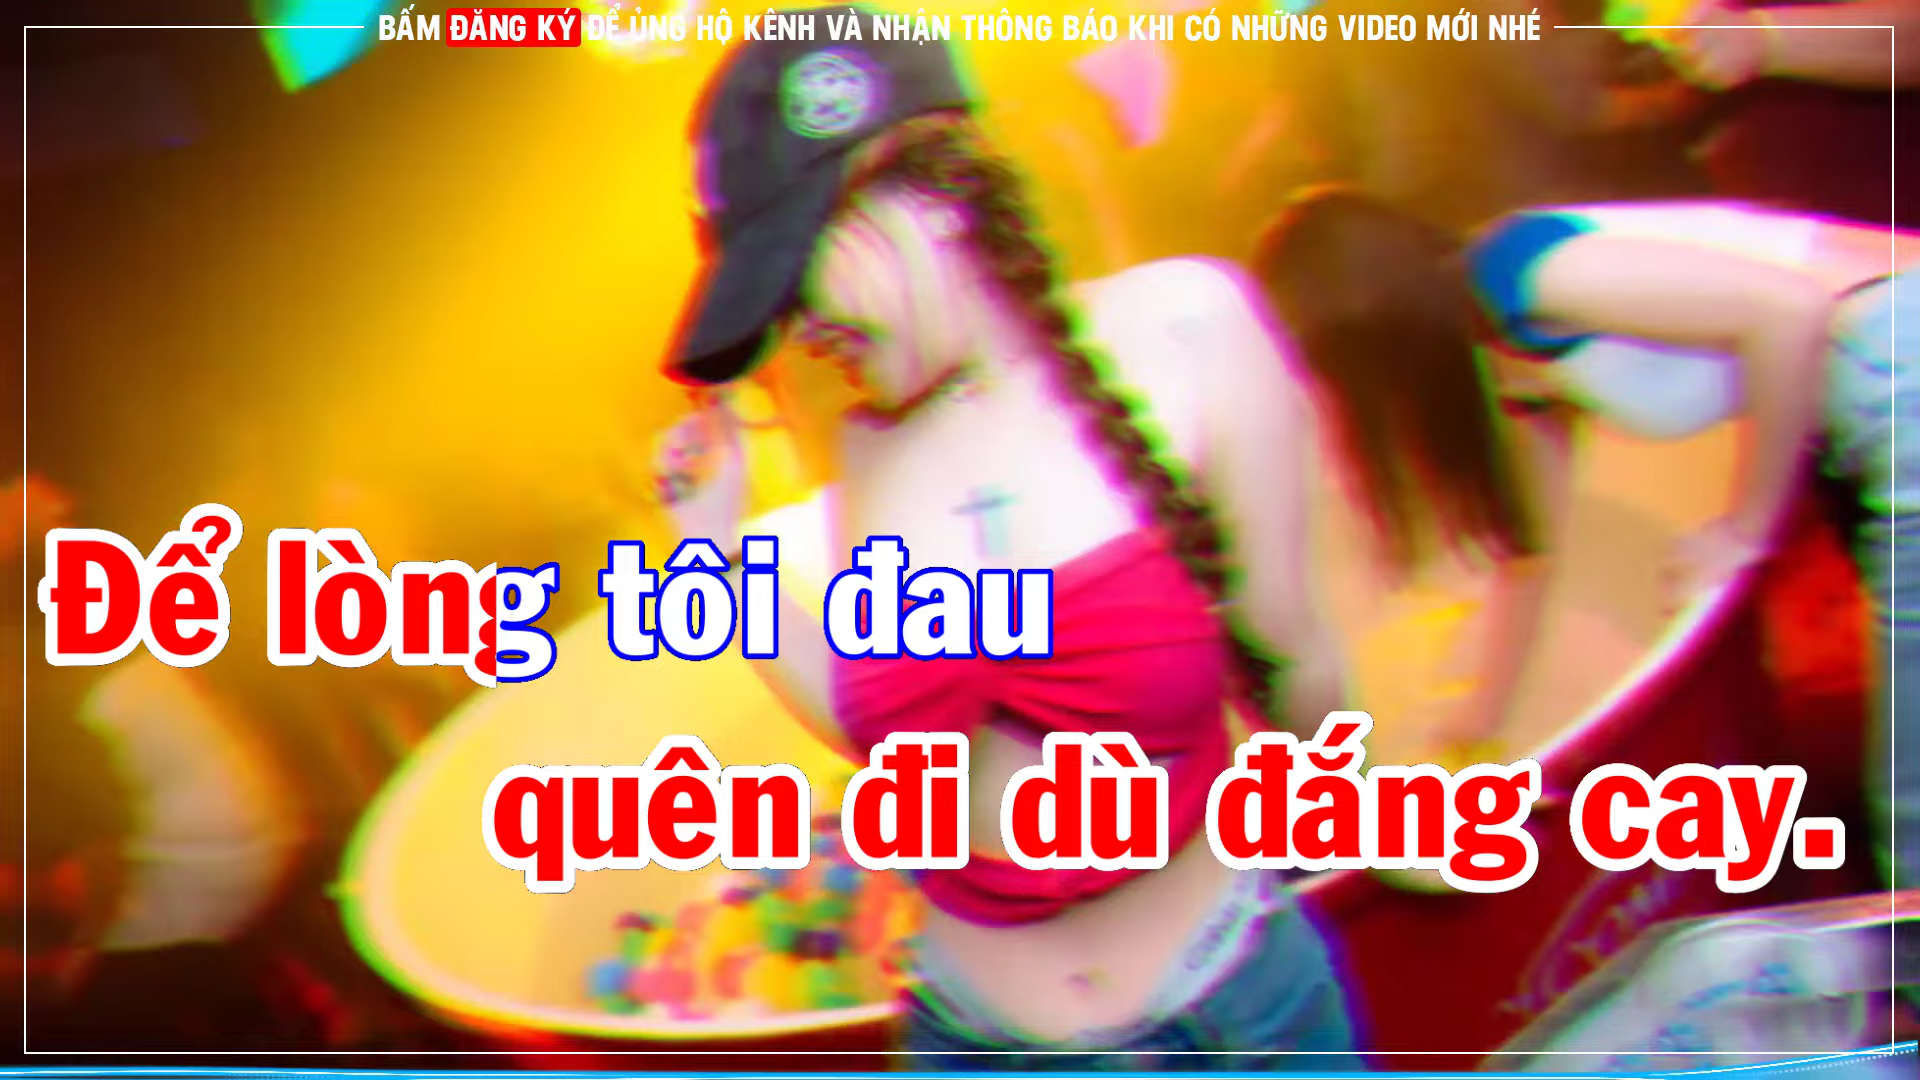 BẤM ĐĂNG KÝ ĐỂ ỦNG HỘ KÊNH VÀ NHẬN THÔNG BÁO KHI CÓ NHỮNG VIDEO MỚI NHÉ
Để lòng tôi đau
quên đi dù đắng cay.